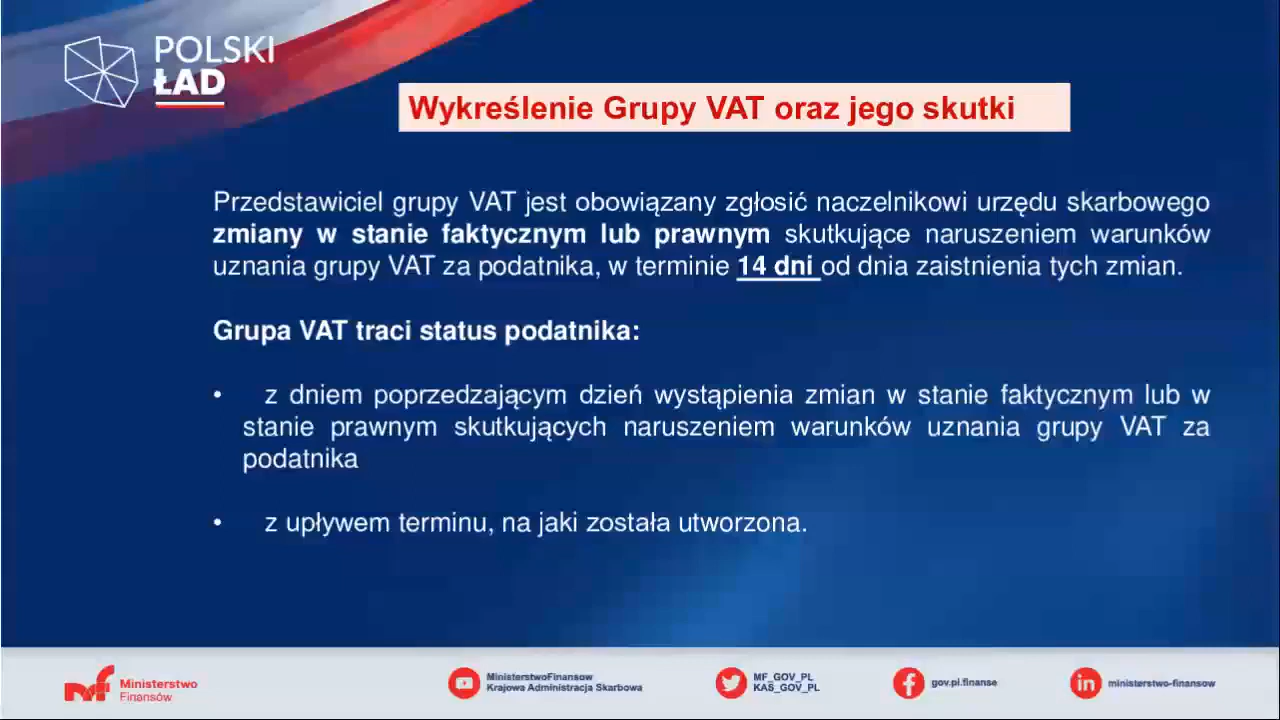 POLSKI
ŁAD
Wykreślenie Grupy VAT oraz jego skutki
Przedstawiciel grupy VAT jest obowiązany zgłosić naczelnikowi urzędu skarbowego
zmiany w stanie faktycznym lub prawnym skutkujące naruszeniem warunków
uznania grupy VAT za podatnika, w terminie 14 dni od dnia zaistnienia tych zmian.
Grupa VAT traci status podatnika:
• z dniem poprzedzającym dzień wystąpienia zmian w stanie faktycznym lub w
stanie prawnym skutkujących naruszeniem warunków uznania grupy VAT za
podatnika
• z upływem terminu, na jaki została utworzona.
Ministerstwo
Finansów
MinisterstwoFinansow
Krajowa Administracja Skarbowa
MF_GOV_PL
KAS_GOV_PL
gov.pl.finanse
ministerstwo-finansow